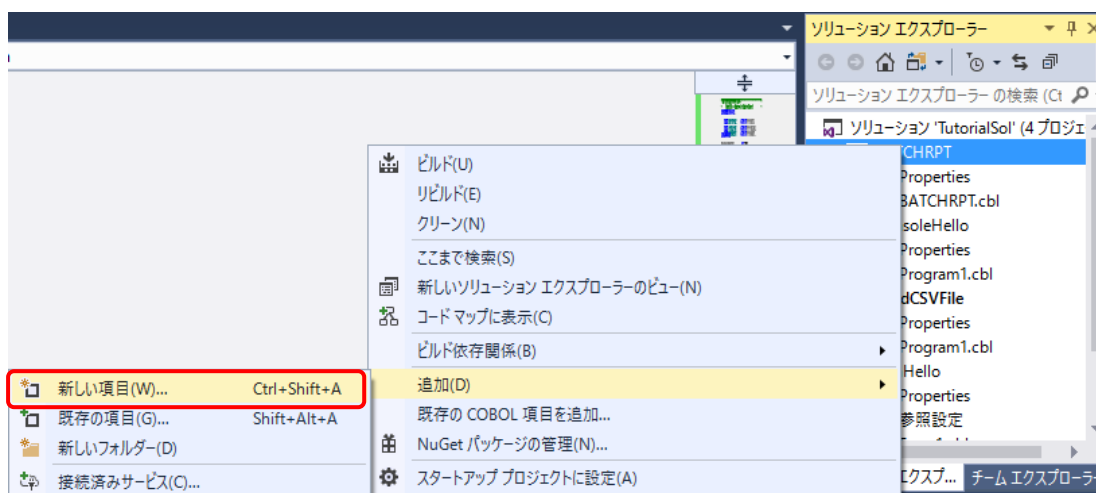 ソリューション エクスプローラー
ソリューション エクスプローラー の検索 (Ct
ソリューション 'TutorialSol' (4 プロジェ
CHRPT
Properties
BATCHRPT.cbl
soleHello
Properties
Program1.cbl
dCSVFile
Properties
Program1.cbl
Hello
Properties
参照設定
エクスプ... チーム エクスプローラー
ビルド(U)
リビルド(E)
クリーン(N)
ここまで検索(S)
新しいソリューション エクスプローラーのビュー(N)
コード マップに表示(C)
ビルド依存関係(B)
追加(D)
既存の COBOL 項目を追加...
NuGet パッケージの管理(N)...
スタートアップ プロジェクトに設定(A)
新しい項目(W)... Ctrl+Shift+A
既存の項目(G)... Shift+Alt+A
新しいフォルダー(D)
接続済みサービス(C)...